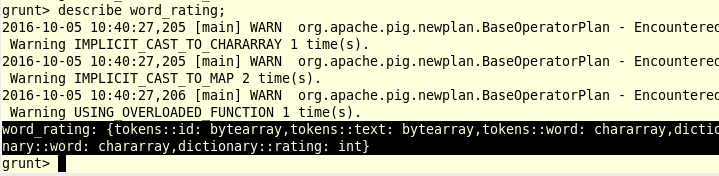 grunt> describe word_rating;
2016-10-05 10:40:27,205 [main] WARN  org.apache.pig.newplan.BaseOperatorPlan - Encountered
 Warning IMPLICIT_CAST_TO_CHARARRAY 1 time(s).
2016-10-05 10:40:27,205 [main] WARN  org.apache.pig.newplan.BaseOperatorPlan - Encountered
 Warning IMPLICIT_CAST_TO_MAP 2 time(s).
2016-10-05 10:40:27,206 [main] WARN  org.apache.pig.newplan.BaseOperatorPlan - Encountered
 Warning USING_OVERLOADED_FUNCTION 1 time(s).
word_rating: {tokens::id: bytearray,tokens::text: bytearray,tokens::word: chararray,dictio
nary::word: chararray,dictionary::rating: int}
grunt>